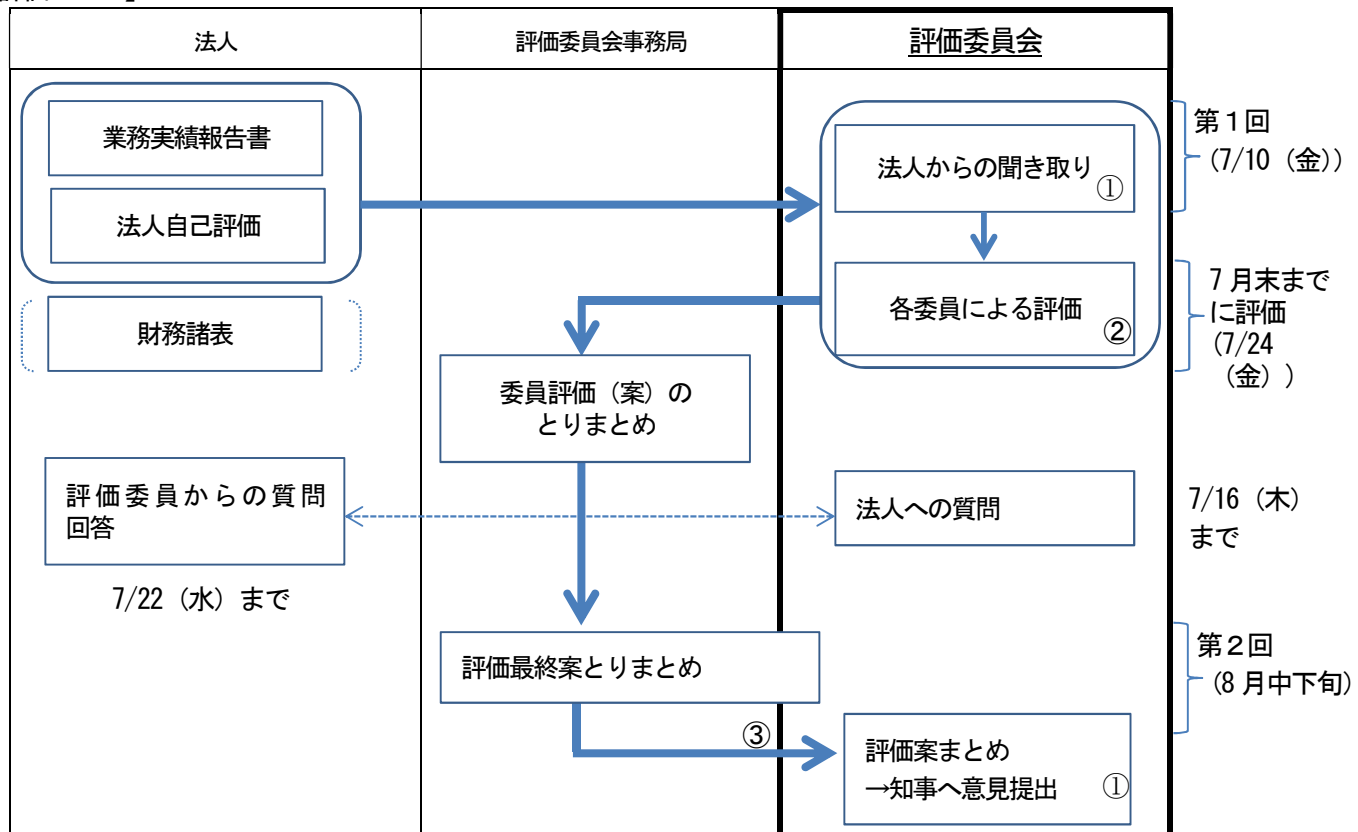 法人
評価委員会事務局
評価委員会
業務実績報告書
法人自己評価
財務諸表
法人からの聞き取り
①
各委員による評価
②
第１回
(7/10（金）)
7 月末まで
に評価
(7/24
（金）)
委員評価（案）の
とりまとめ
評価委員からの質問
回答
7/22（水）まで
法人への質問
7/16（木）
まで
評価最終案とりまとめ
③
第２回
(8 月中下旬)
評価案まとめ
→知事へ意見提出
①